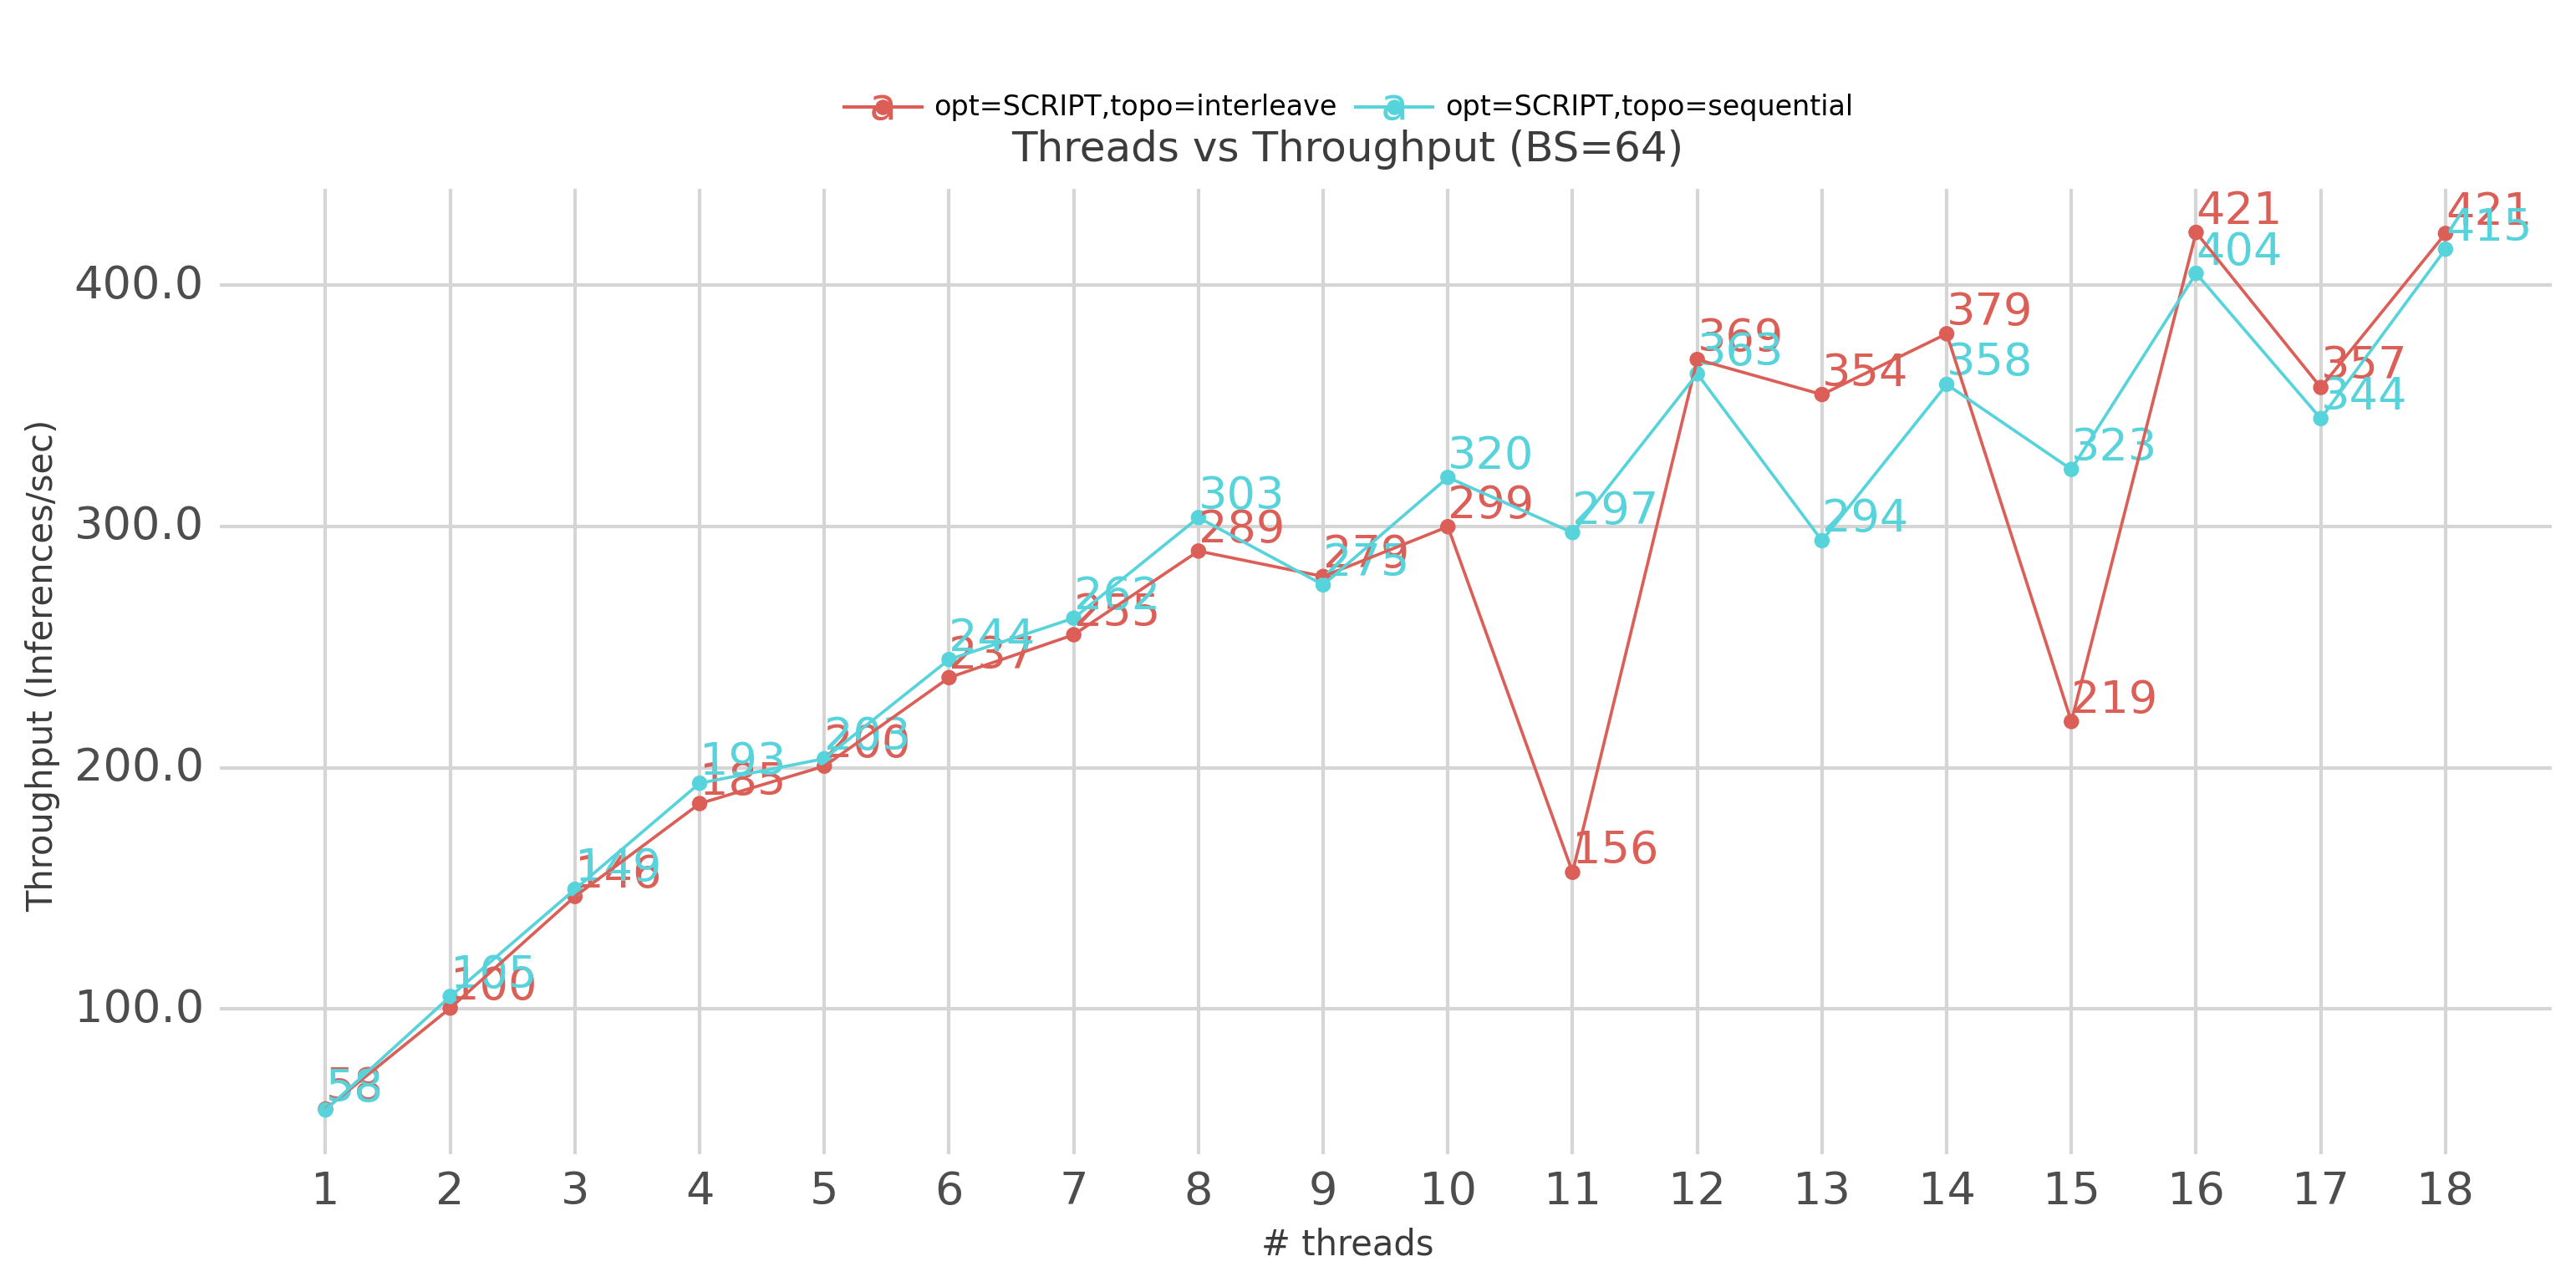 a opt=SCRIPT,topo=interleave a opt=SCRIPT,topo=sequential
Threads vs Throughput (BS=64)
Throughput (Inferences/sec)
400.0
300.0
200.0
100.0
58 100 146 185 200 237 255 289 279 299 156 369 354 379 219 421 357 421
58 105 149 193 203 244 262 303 275 320 297 363 294 358 323 404 344 415
1 2 3 4 5 6 7 8 9 10 11 12 13 14 15 16 17 18
# threads